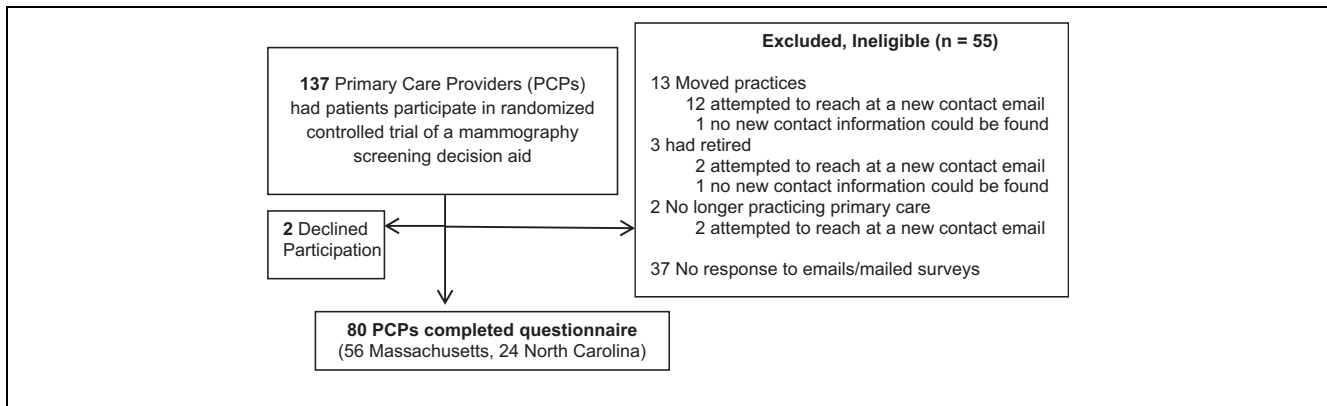 137 Primary Care Providers (PCPs)
had patients participate in randomized
controlled trial of a mammography
screening decision aid
Excluded, Ineligible (n = 55)
13 Moved practices
12 attempted to reach at a new contact email
1 no new contact information could be found
3 had retired
2 attempted to reach at a new contact email
1 no new contact information could be found
2 No longer practicing primary care
2 attempted to reach at a new contact email
37 No response to emails/mailed surveys
2 Declined
Participation
80 PCPs completed questionnaire
(56 Massachusetts, 24 North Carolina)